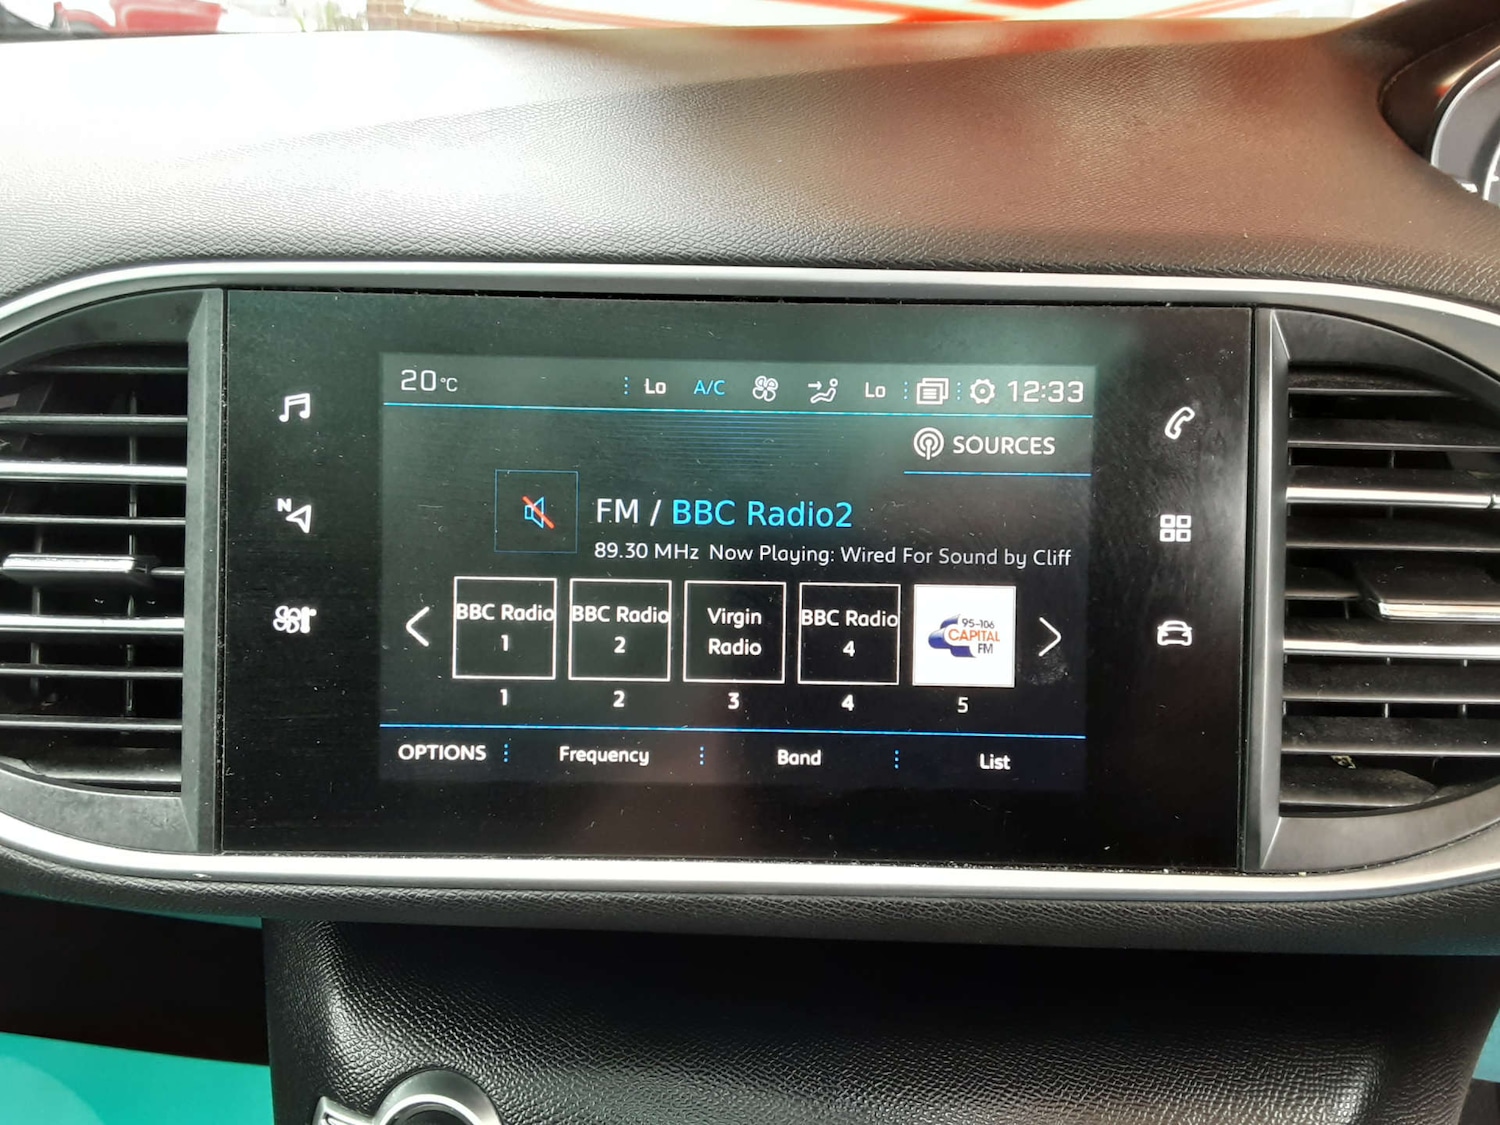 20°C Lo A/C Lo 12:33
SOURCES
FM / BBC Radio2
89.30 MHz Now Playing: Wired For Sound by Cliff
BBC Radio
1
BBC Radio
2
Virgin
Radio
BBC Radio
4
95-106
CAPITAL
FM
1 2 3 4 5
OPTIONS Frequency Band List
N